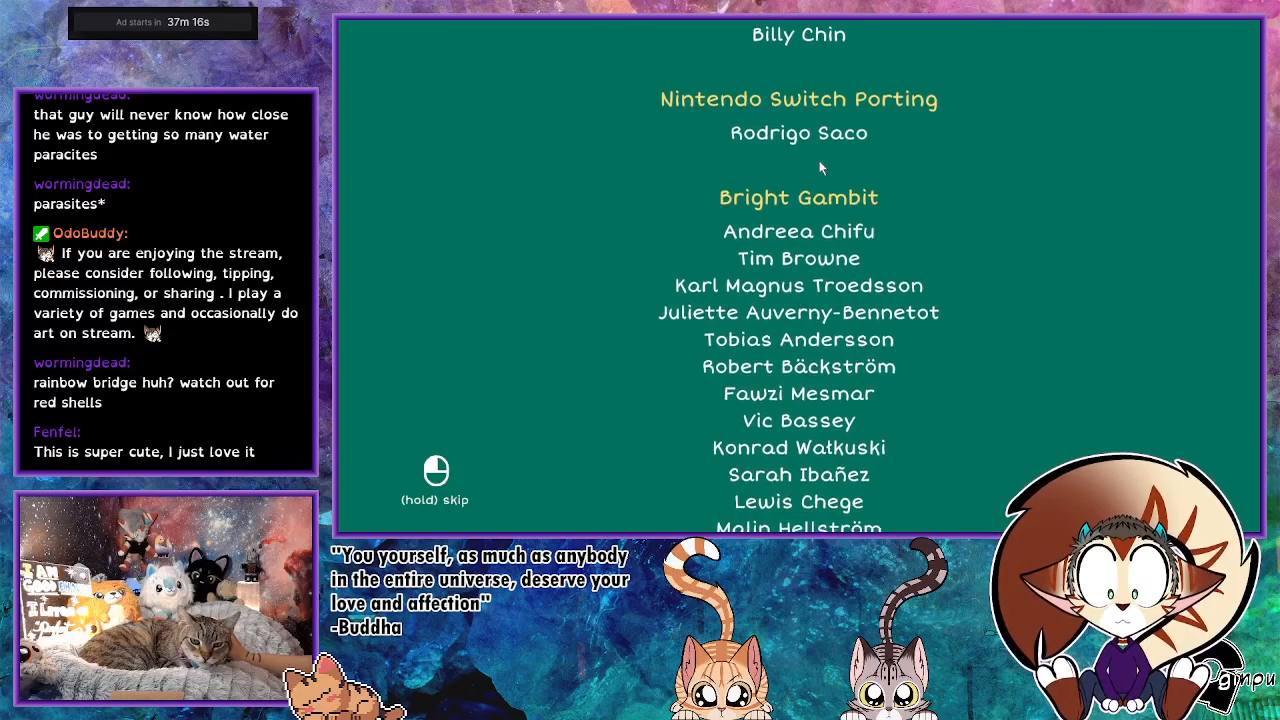 Ad starts in 37m 16s
wormingdead:
that guy will never know how close
he was to getting so many water
paracites
wormingdead:
parasites*
OdoBuddy:
If you are enjoying the stream,
please consider following, tipping,
commissioning, or sharing . I play a
variety of games and occasionally do
art on stream.
wormingdead:
rainbow bridge huh? watch out for
red shells
Fenfel:
This is super cute, I just love it
Billy Chin
Nintendo Switch Porting
Rodrigo Saco
Bright Gambit
Andreea Chifu
Tim Browne
Karl Magnus Troedsson
Juliette Auverny-Bennetot
Tobias Andersson
Robert Bäckström
Fawzi Mesmar
Vic Bassey
Konrad Wałkuski
Sarah Ibañez
Lewis Chege
Malin Hellström
(hold) skip
I AM
"You yourself, as much as anybody
in the entire universe, deserve your
love and affection"
-Buddha